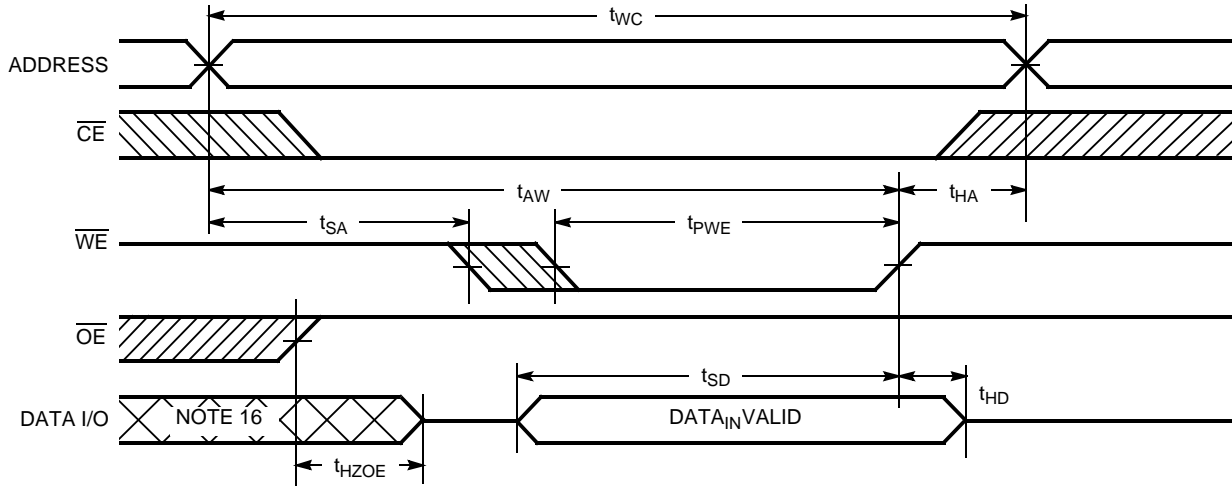 tWC
ADDRESS
CE
tAW
tHA
tSA
tPWE
WE
OE
tSD
tHD
DATA I/O
NOTE 16
DATAINVALID
tHZOE